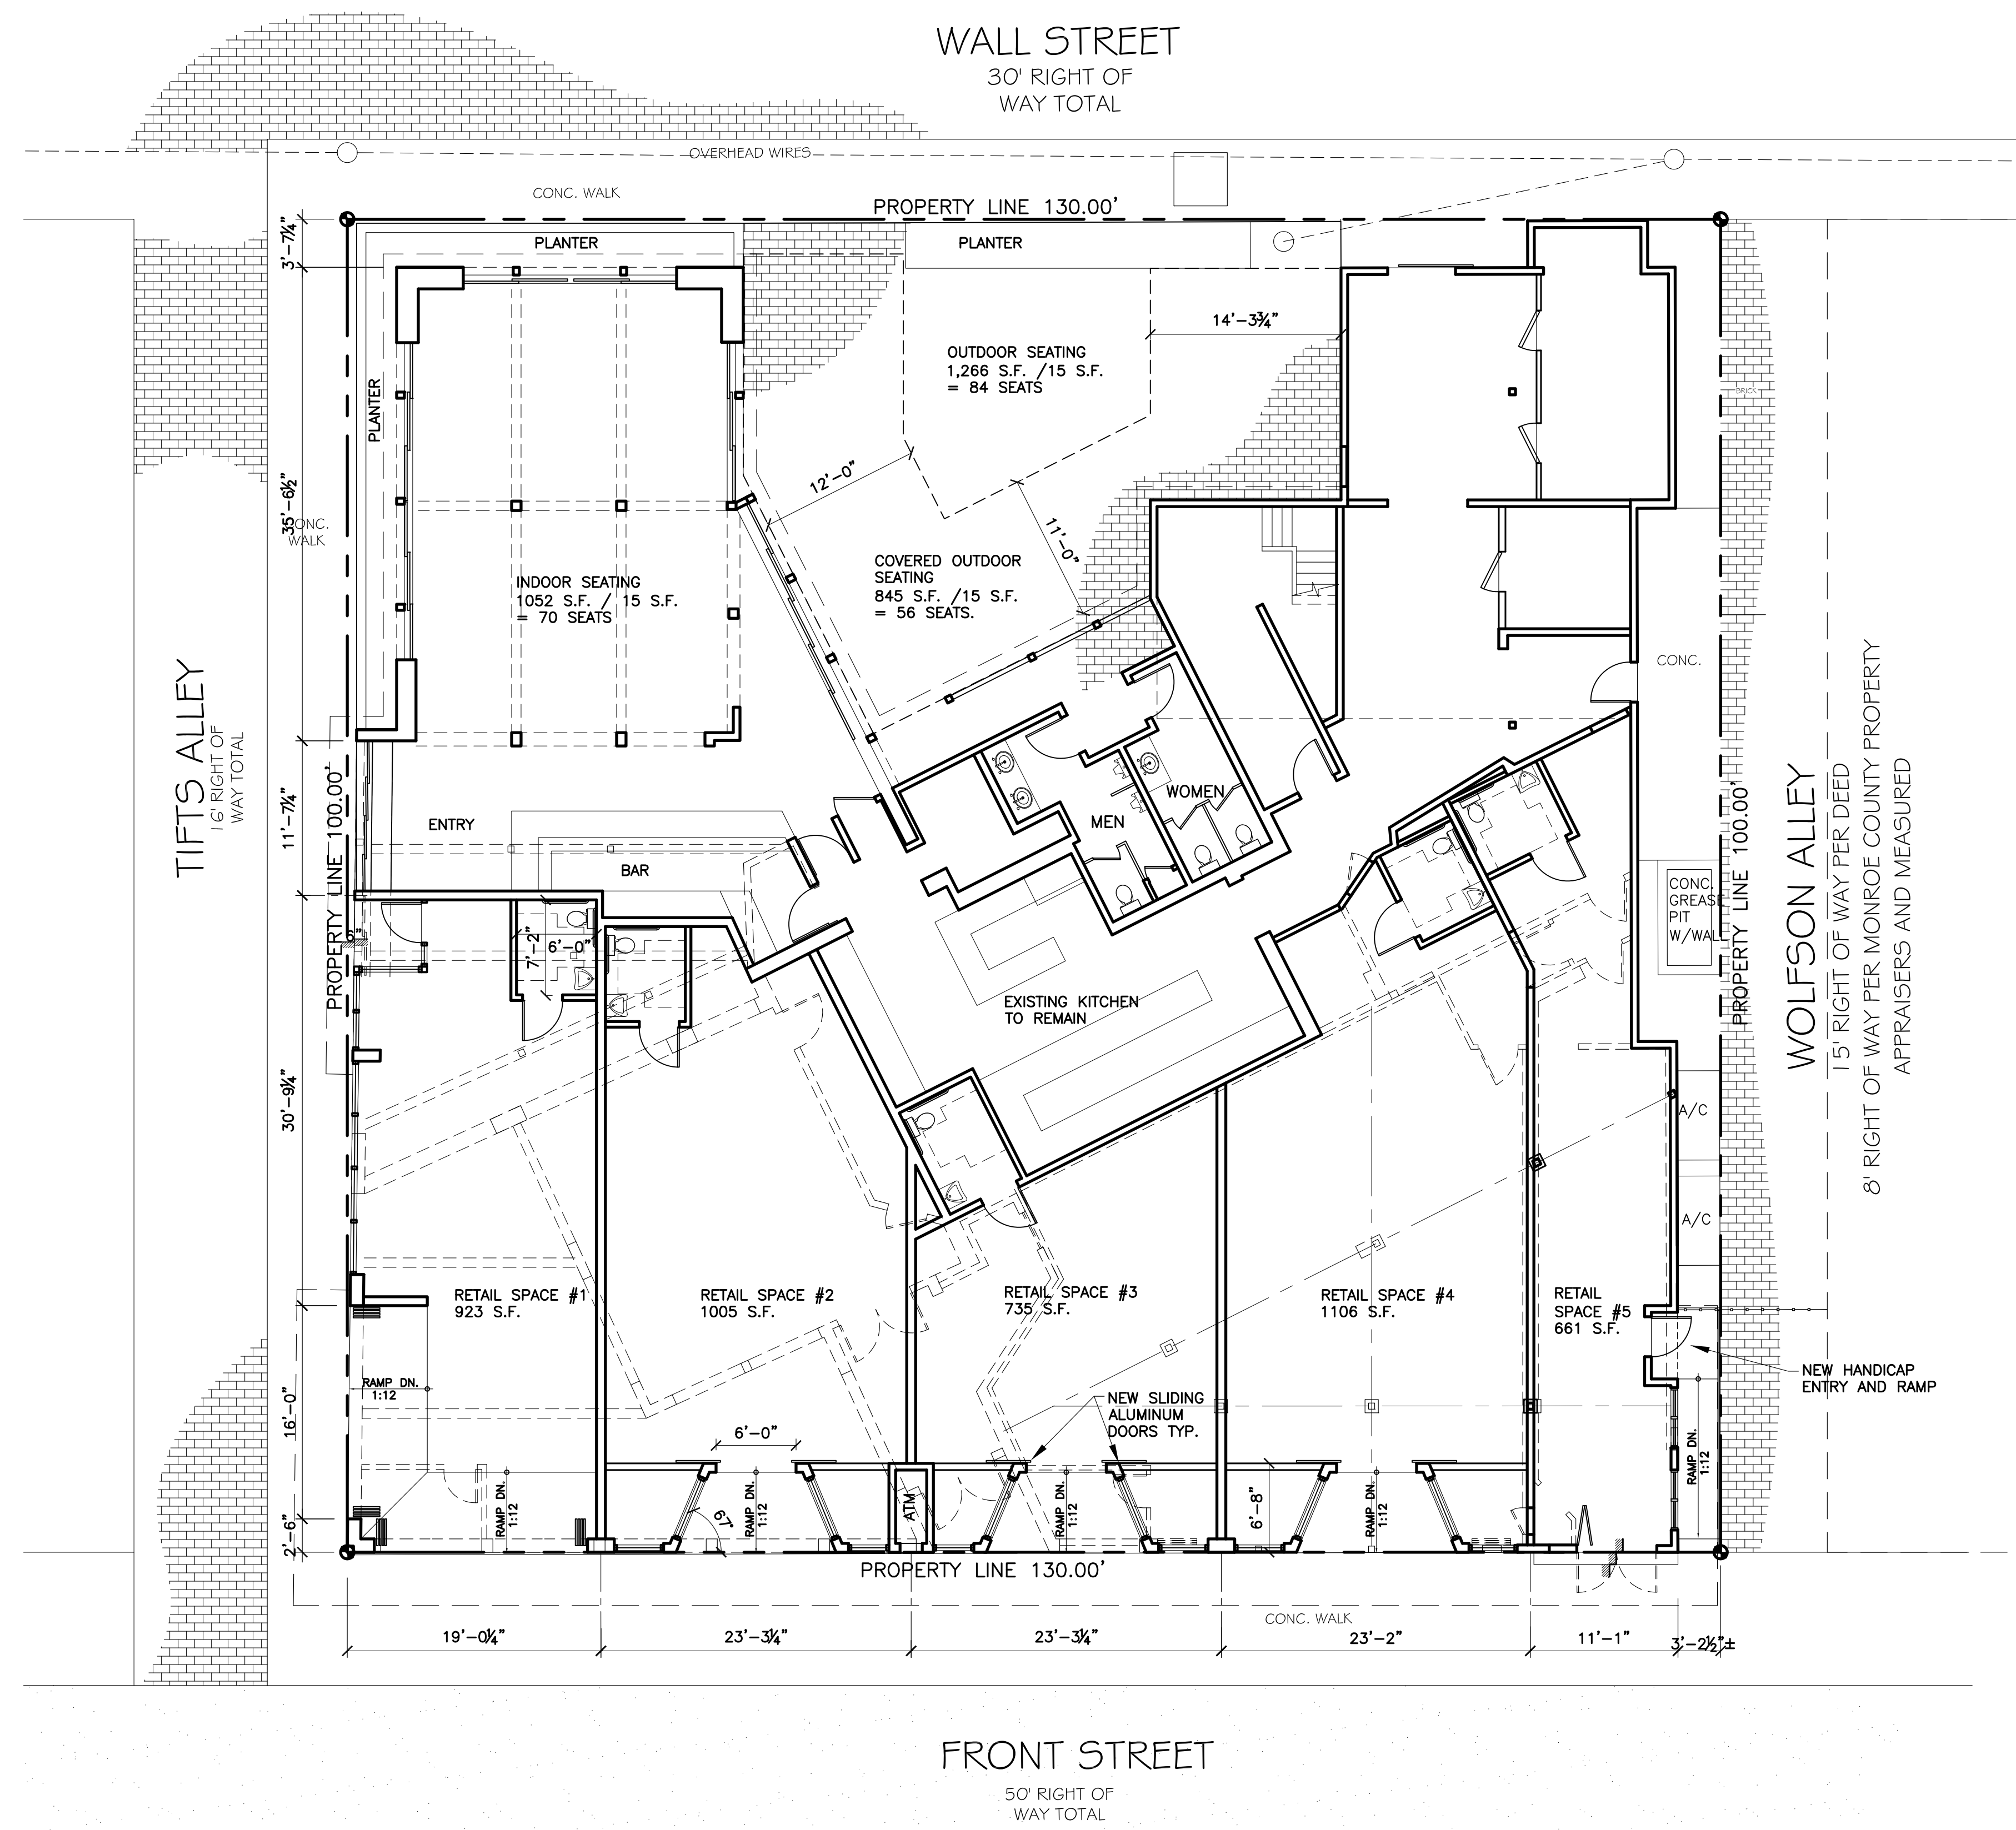 WALL STREET
30' RIGHT OF
WAY TOTAL
OVERHEAD WIRES
CONC. WALK
PROPERTY LINE 130.00'
3'-7¼"
PLANTER
PLANTER
14'-3¾"
OUTDOOR SEATING
1,266 S.F. /15 S.F.
= 84 SEATS
BRICK
PLANTER
12'-0"
35'-6½"
CONC.
WALK
11'-0"
COVERED OUTDOOR
SEATING
845 S.F. /15 S.F.
= 56 SEATS.
INDOOR SEATING
1052 S.F. / 15 S.F.
= 70 SEATS
CONC.
TIFTS ALLEY
16' RIGHT OF
WAY TOTAL
PROPERTY LINE 100.00'
11'-7¼"
ENTRY
BAR
WOMEN
MEN
PROPERTY LINE 100.00'
WOLFSON ALLEY
15' RIGHT OF WAY PER DEED
8' RIGHT OF WAY PER MONROE COUNTY PROPERTY
APPRAISERS AND MEASURED
CONC.
GREASE
PIT
W/WALL
6"
7'-2"
6'-0"
EXISTING KITCHEN
TO REMAIN
30'-9¼"
A/C
A/C
RETAIL SPACE #1
923 S.F.
RETAIL SPACE #2
1005 S.F.
RETAIL SPACE #3
735 S.F.
RETAIL SPACE #4
1106 S.F.
RETAIL
SPACE #5
661 S.F.
NEW HANDICAP
ENTRY AND RAMP
RAMP DN.
1:12
16'-0"
NEW SLIDING
ALUMINUM
DOORS TYP.
6'-0"
RAMP DN.
1:12
RAMP DN.
1:12
67°
RAMP DN.
1:12
ATM
RAMP DN.
1:12
6'-8"
RAMP DN.
1:12
2'-6"
PROPERTY LINE 130.00'
CONC. WALK
19'-0¼"
23'-3¼"
23'-3¼"
23'-2"
11'-1"
3'-2½"±
FRONT STREET
50' RIGHT OF
WAY TOTAL